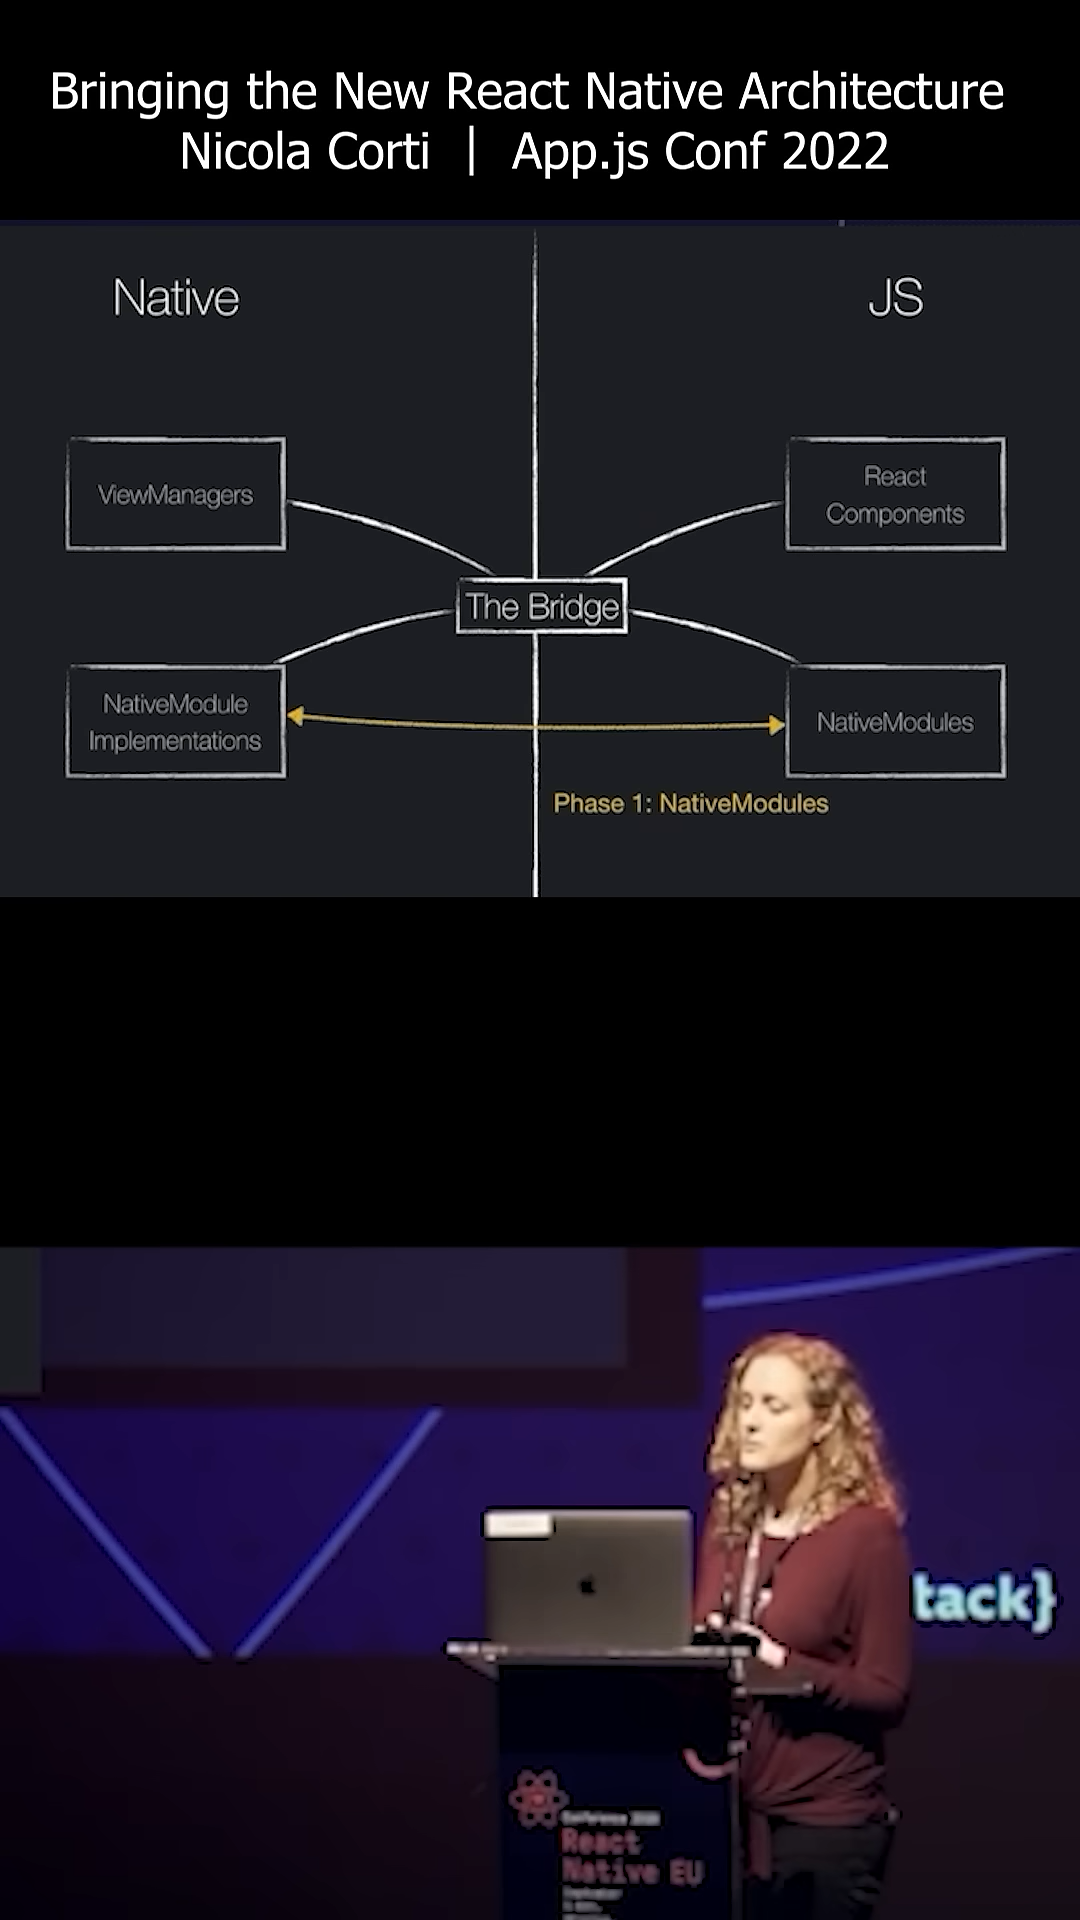 Bringing the New React Native Architecture
Nicola Corti | App.js Conf 2022
Native
JS
ViewManagers
React
Components
The Bridge
NativeModule
Implementations
NativeModules
Phase 1: NativeModules
tack}
Conference
React
Native EU